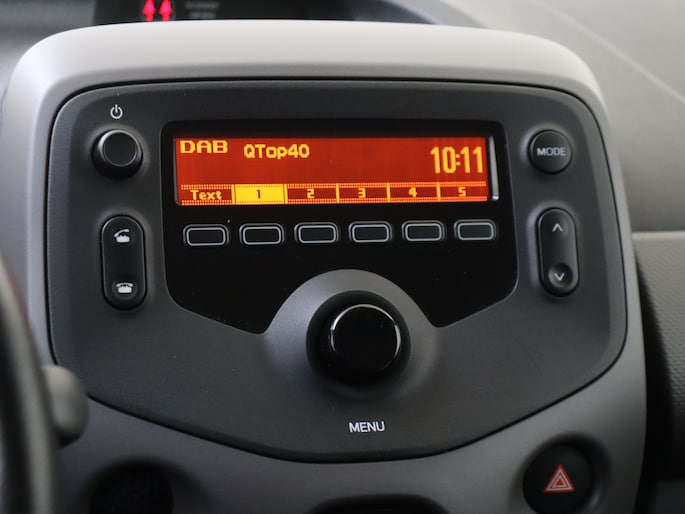 DAB QTop40 10:11
Text 1 2 3 4 5
MODE
MENU